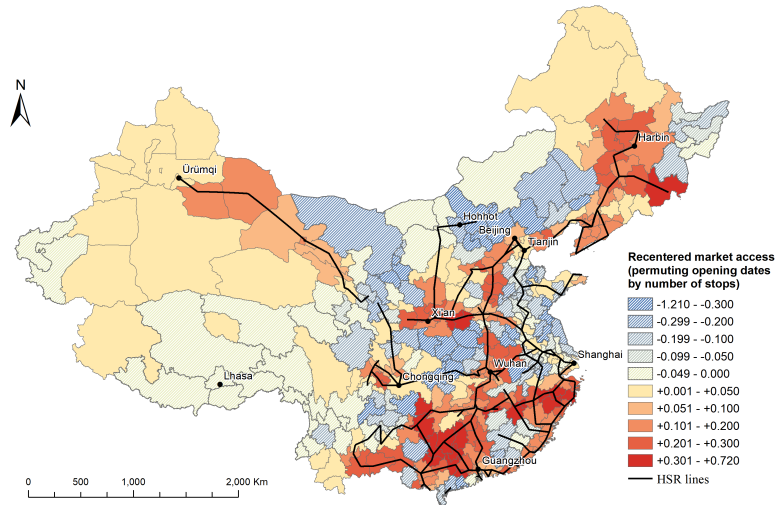 N
Harbin
Ürümqi
Hohhot
Beijing
Tianjin
Xi'an
Shanghai
Wuhan
Lhasa
Chongqing
Guangzhou
Recentered market access
(permuting opening dates
by number of stops)
-1.210 - -0.300
-0.299 - -0.200
-0.199 - -0.100
-0.099 - -0.050
-0.049 - 0.000
+0.001 - +0.050
+0.051 - +0.100
+0.101 - +0.200
+0.201 - +0.300
+0.301 - +0.720
HSR lines
0 500 1,000 2,000 Km